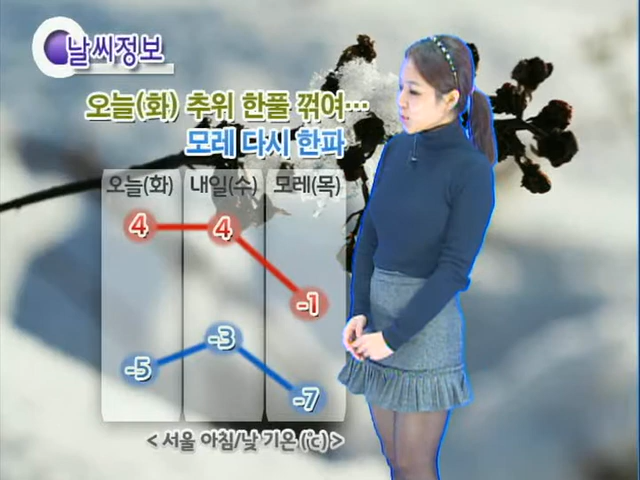 날씨정보
오늘(화) 추위 한풀 꺾여…
모레 다시 한파
오늘(화) 내일(수) 모레(목)
4 4 -1
-5 -3 -7
< 서울 아침/낮 기온 (℃) >